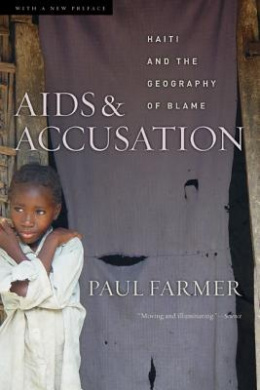 WITH A NEW PREFACE
HAITI
AND THE
GEOGRAPHY
OF BLAME
AIDS &
ACCUSATION
PAUL FARMER
"Moving and illuminating"—Science